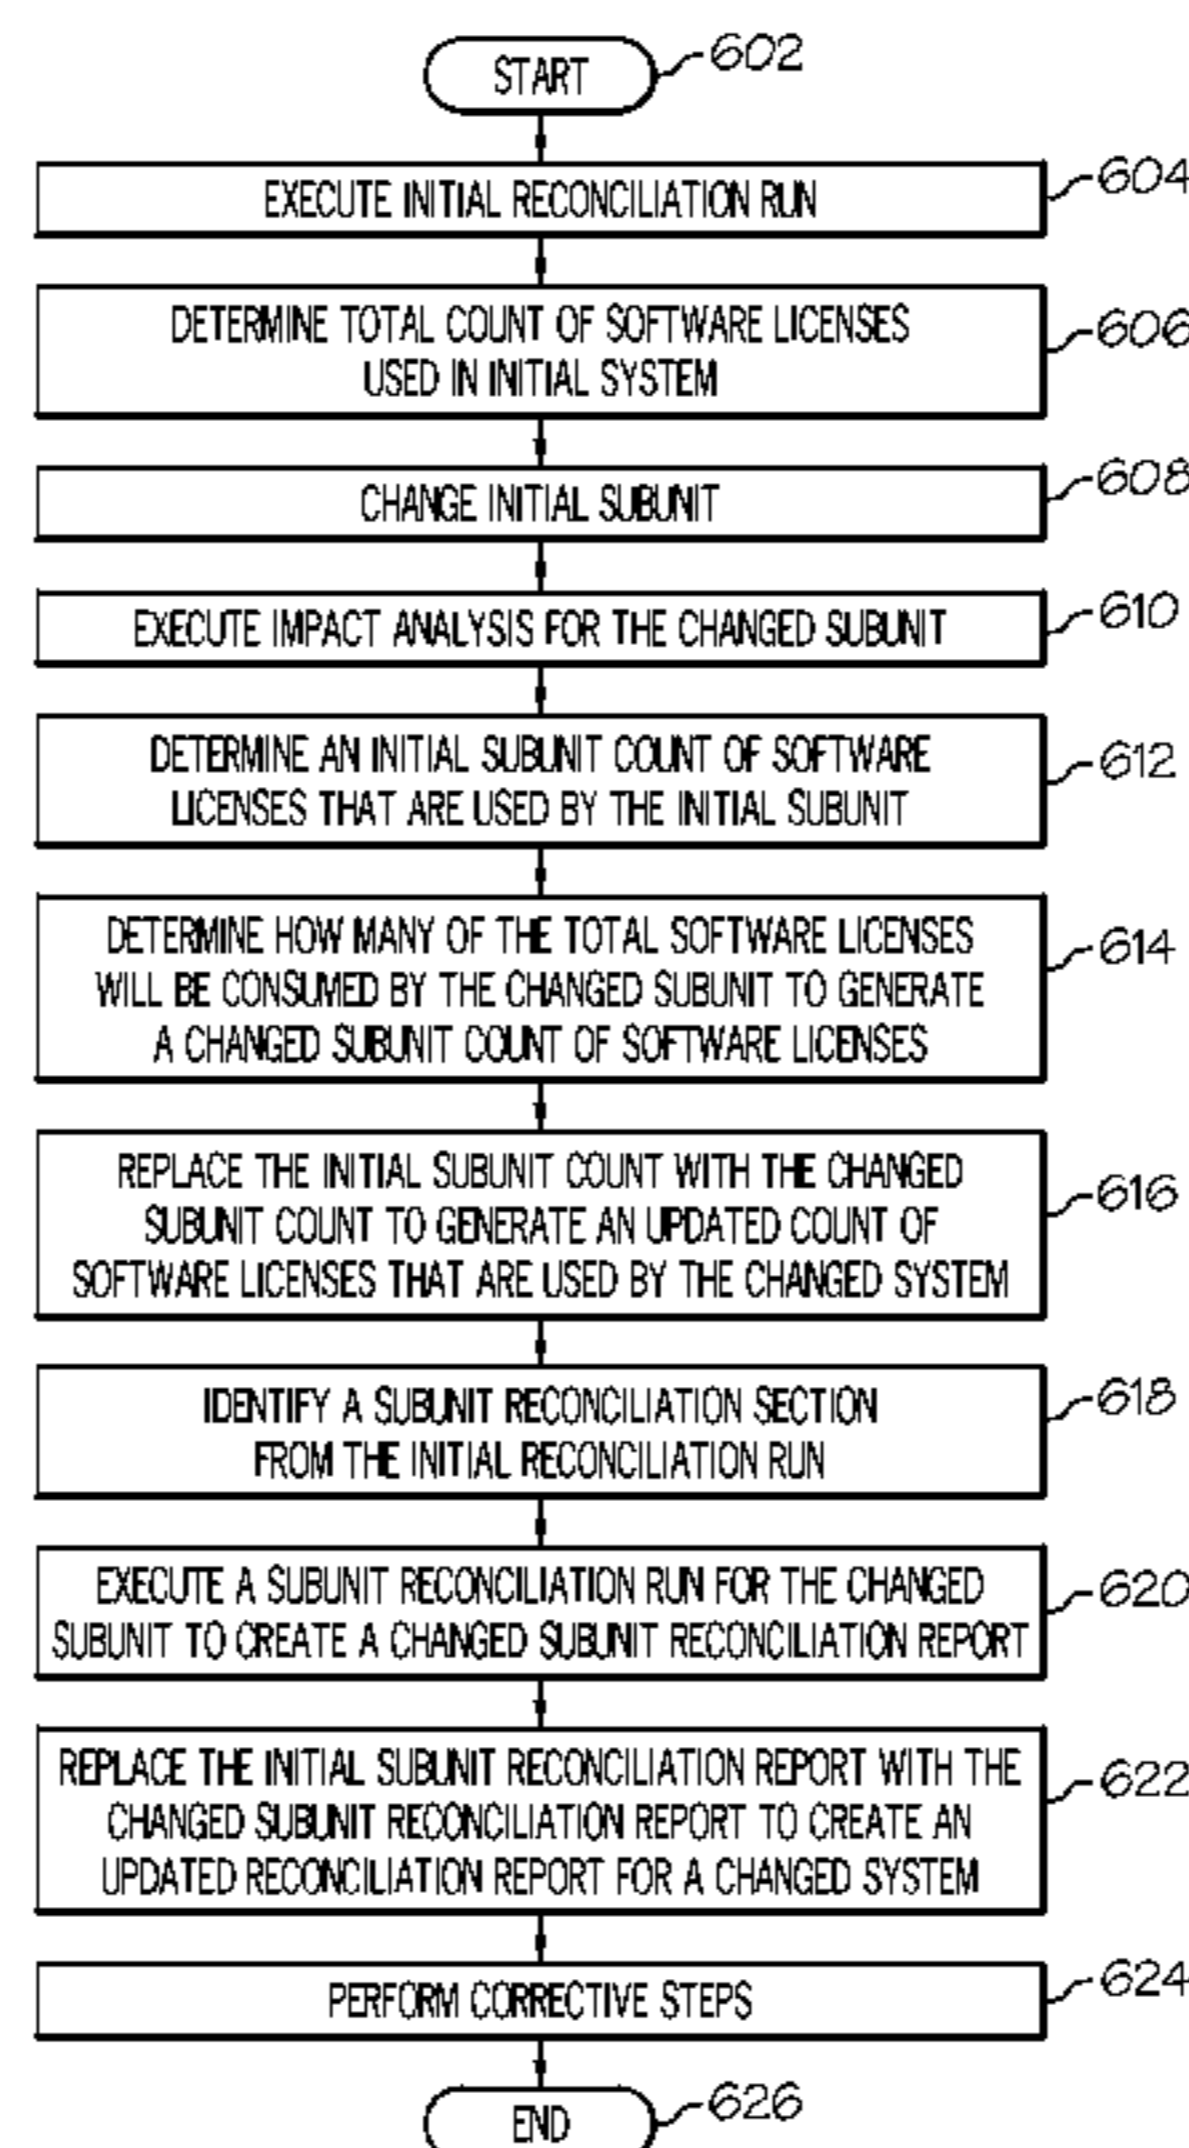 START
602
EXECUTE INITIAL RECONCILIATION RUN
604
DETERMINE TOTAL COUNT OF SOFTWARE LICENSES
USED IN INITIAL SYSTEM
606
CHANGE INITIAL SUBUNIT
608
EXECUTE IMPACT ANALYSIS FOR THE CHANGED SUBUNIT
610
DETERMINE AN INITIAL SUBUNIT COUNT OF SOFTWARE
LICENSES THAT ARE USED BY THE INITIAL SUBUNIT
612
DETERMINE HOW MANY OF THE TOTAL SOFTWARE LICENSES
WILL BE CONSUMED BY THE CHANGED SUBUNIT TO GENERATE
A CHANGED SUBUNIT COUNT OF SOFTWARE LICENSES
614
REPLACE THE INITIAL SUBUNIT COUNT WITH THE CHANGED
SUBUNIT COUNT TO GENERATE AN UPDATED COUNT OF
SOFTWARE LICENSES THAT ARE USED BY THE CHANGED SYSTEM
616
IDENTIFY A SUBUNIT RECONCILIATION SECTION
FROM THE INITIAL RECONCILIATION RUN
618
EXECUTE A SUBUNIT RECONCILIATION RUN FOR THE CHANGED
SUBUNIT TO CREATE A CHANGED SUBUNIT RECONCILIATION REPORT
620
REPLACE THE INITIAL SUBUNIT RECONCILIATION REPORT WITH THE
CHANGED SUBUNIT RECONCILIATION REPORT TO CREATE AN
UPDATED RECONCILIATION REPORT FOR A CHANGED SYSTEM
622
PERFORM CORRECTIVE STEPS
624
END
626